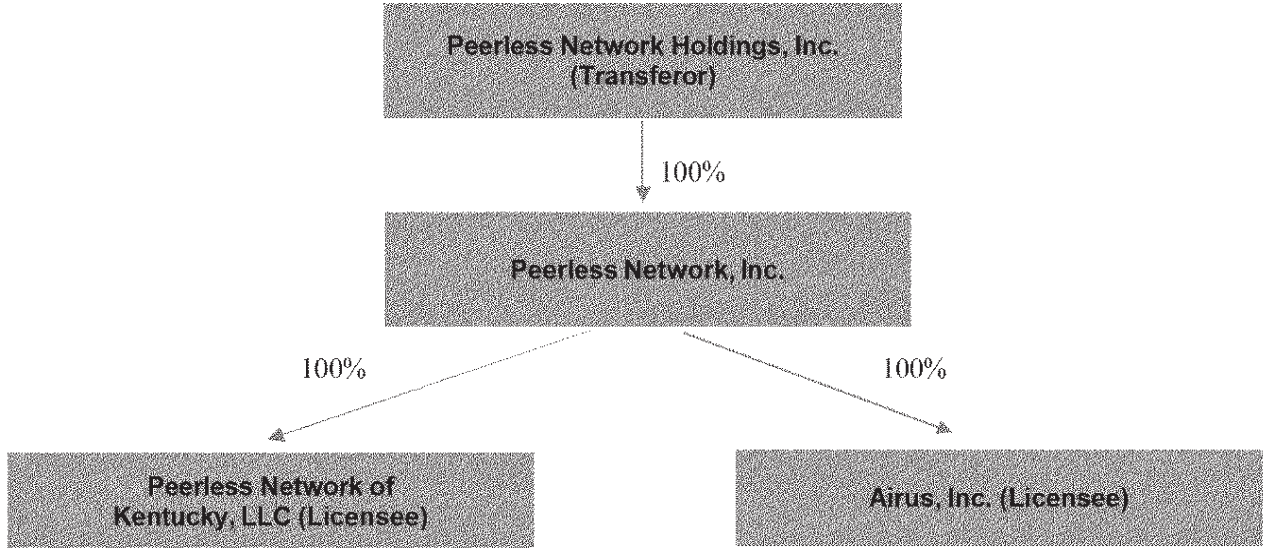 Peerless Network Holdings, Inc.
(Transferor)
100%
Peerless Network, Inc.
100%
100%
Peerless Network of
Kentucky, LLC (Licensee)
Airus, Inc. (Licensee)